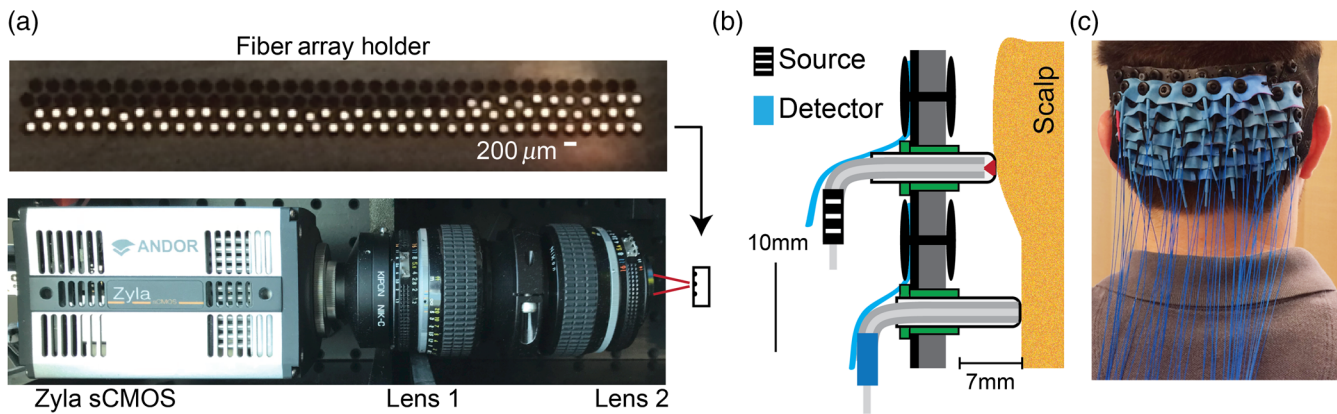 (a)
Fiber array holder
200 μm
ANDOR
Zyla
sCMOS
KIPON NIK-C
Zyla sCMOS
Lens 1
Lens 2
(b)
Source
Detector
Scalp
10mm
7mm
(c)